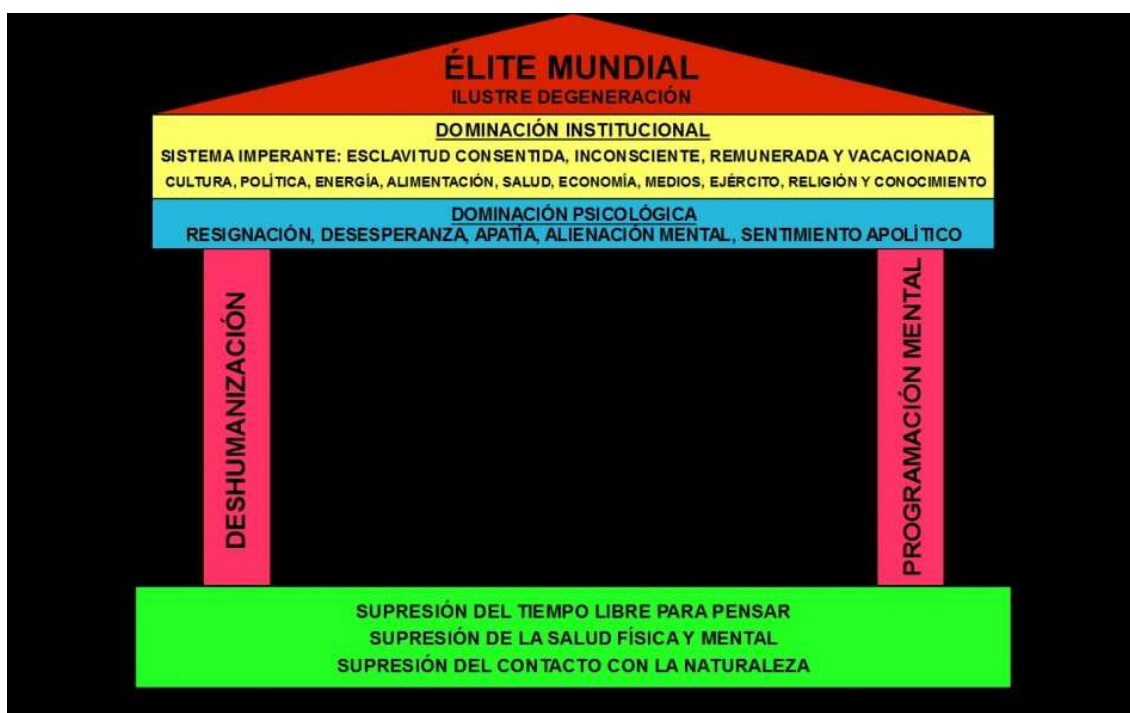 ÉLITE MUNDIAL
ILUSTRE DEGENERACIÓN
DOMINACIÓN INSTITUCIONAL
SISTEMA IMPERANTE: ESCLAVITUD CONSENTIDA, INCONSCIENTE, REMUNERADA Y VACACIONADA
CULTURA, POLÍTICA, ENERGÍA, ALIMENTACIÓN, SALUD, ECONOMÍA, MEDIOS, EJÉRCITO, RELIGIÓN Y CONOCIMIENTO
DOMINACIÓN PSICOLÓGICA
RESIGNACIÓN, DESESPERANZA, APATÍA, ALIENACIÓN MENTAL, SENTIMIENTO APOLÍTICO
DESHUMANIZACIÓN
PROGRAMACIÓN MENTAL
SUPRESIÓN DEL TIEMPO LIBRE PARA PENSAR
SUPRESIÓN DE LA SALUD FÍSICA Y MENTAL
SUPRESIÓN DEL CONTACTO CON LA NATURALEZA